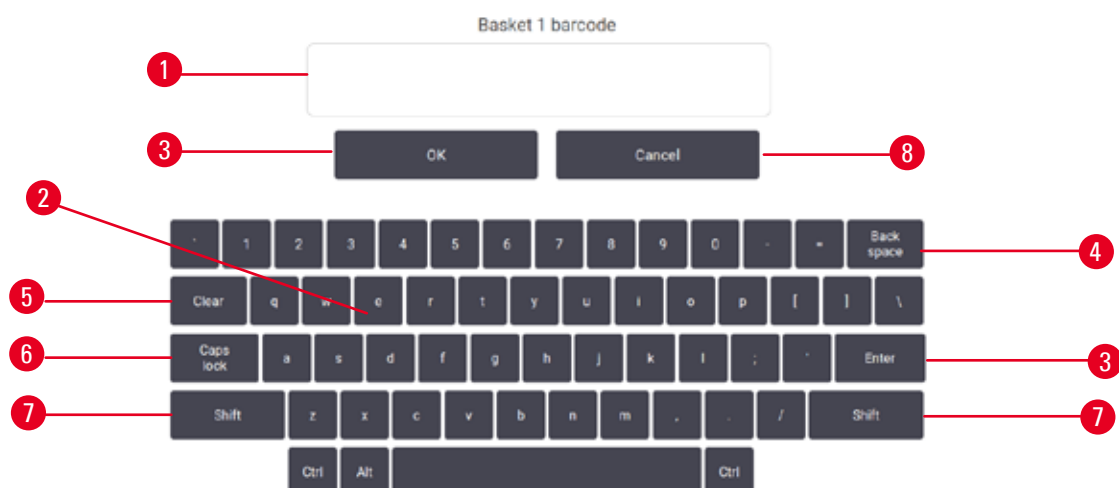 Basket 1 barcode
1
3 OK Cancel 8
2
` 1 2 3 4 5 6 7 8 9 0 - = Back space 4
5 Clear q w e r t y u i o p [ ] \
6 Caps lock a s d f g h j k l ; ' Enter 3
7 Shift z x c v b n m , . / Shift 7
Ctrl Alt Ctrl